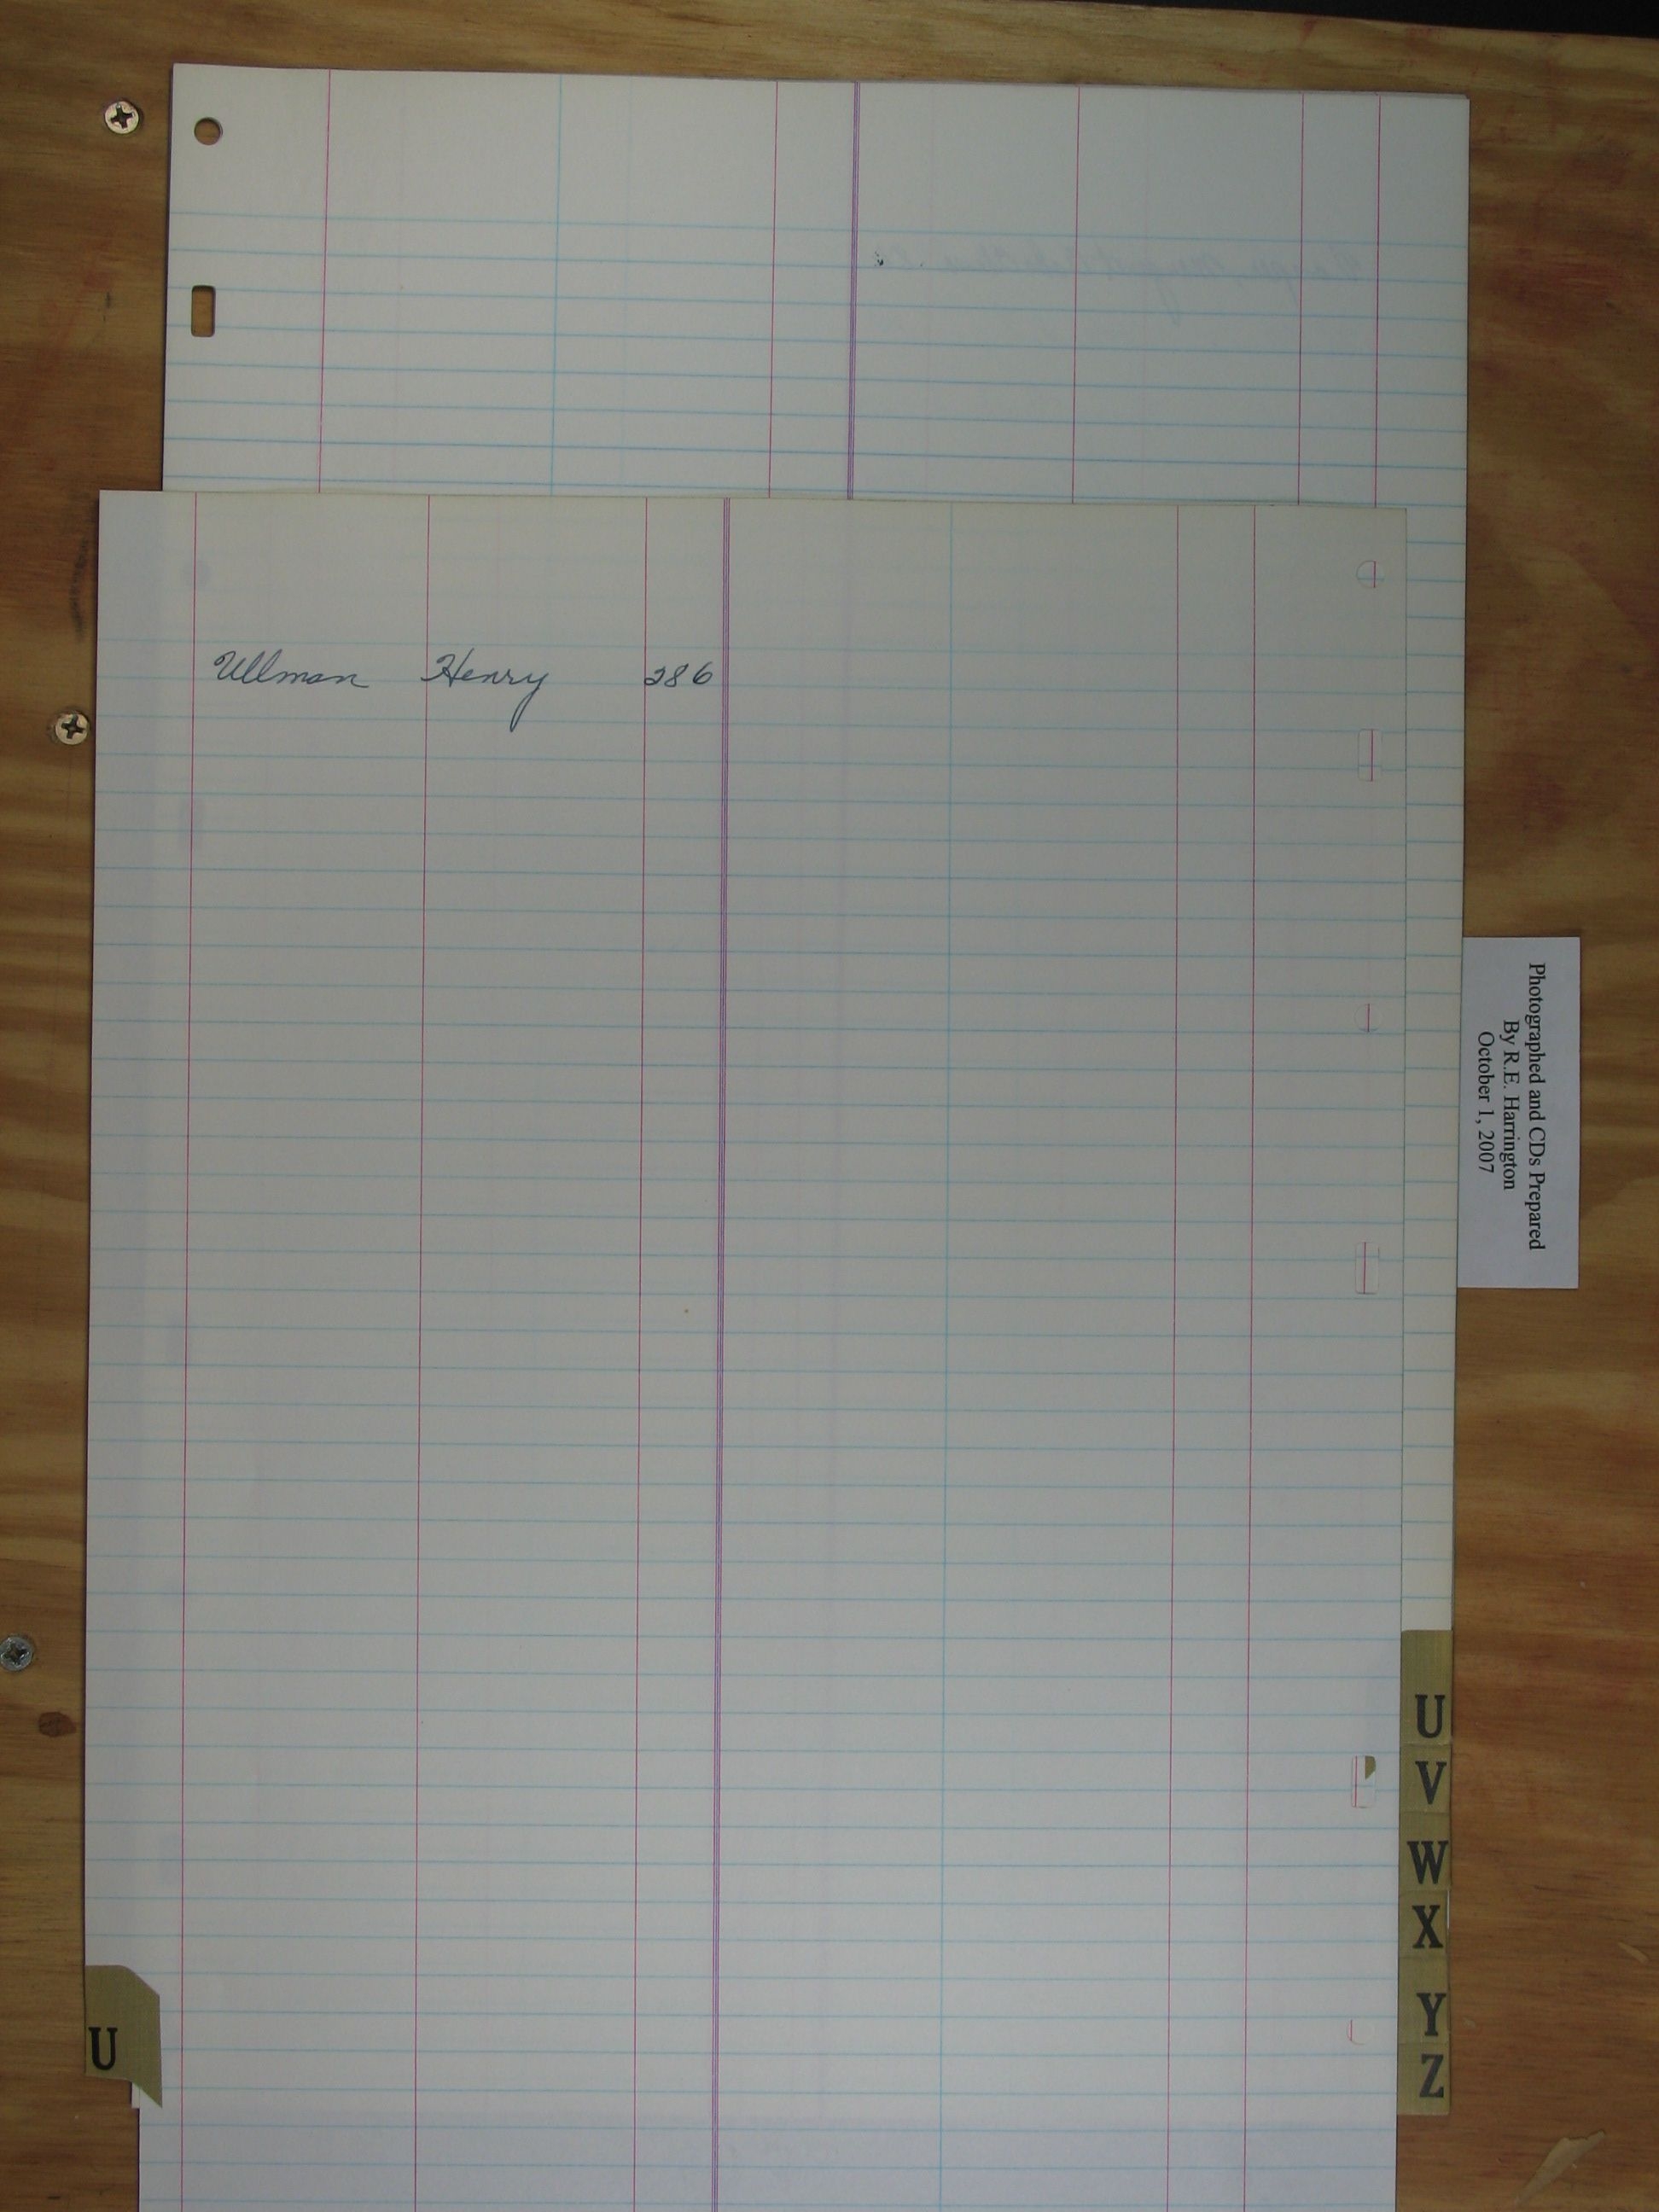 Ullman Henry 286
Photographed and CDs Prepared
By R.E. Harrington
October 1, 2007
U
V
W
X
Y
Z
U